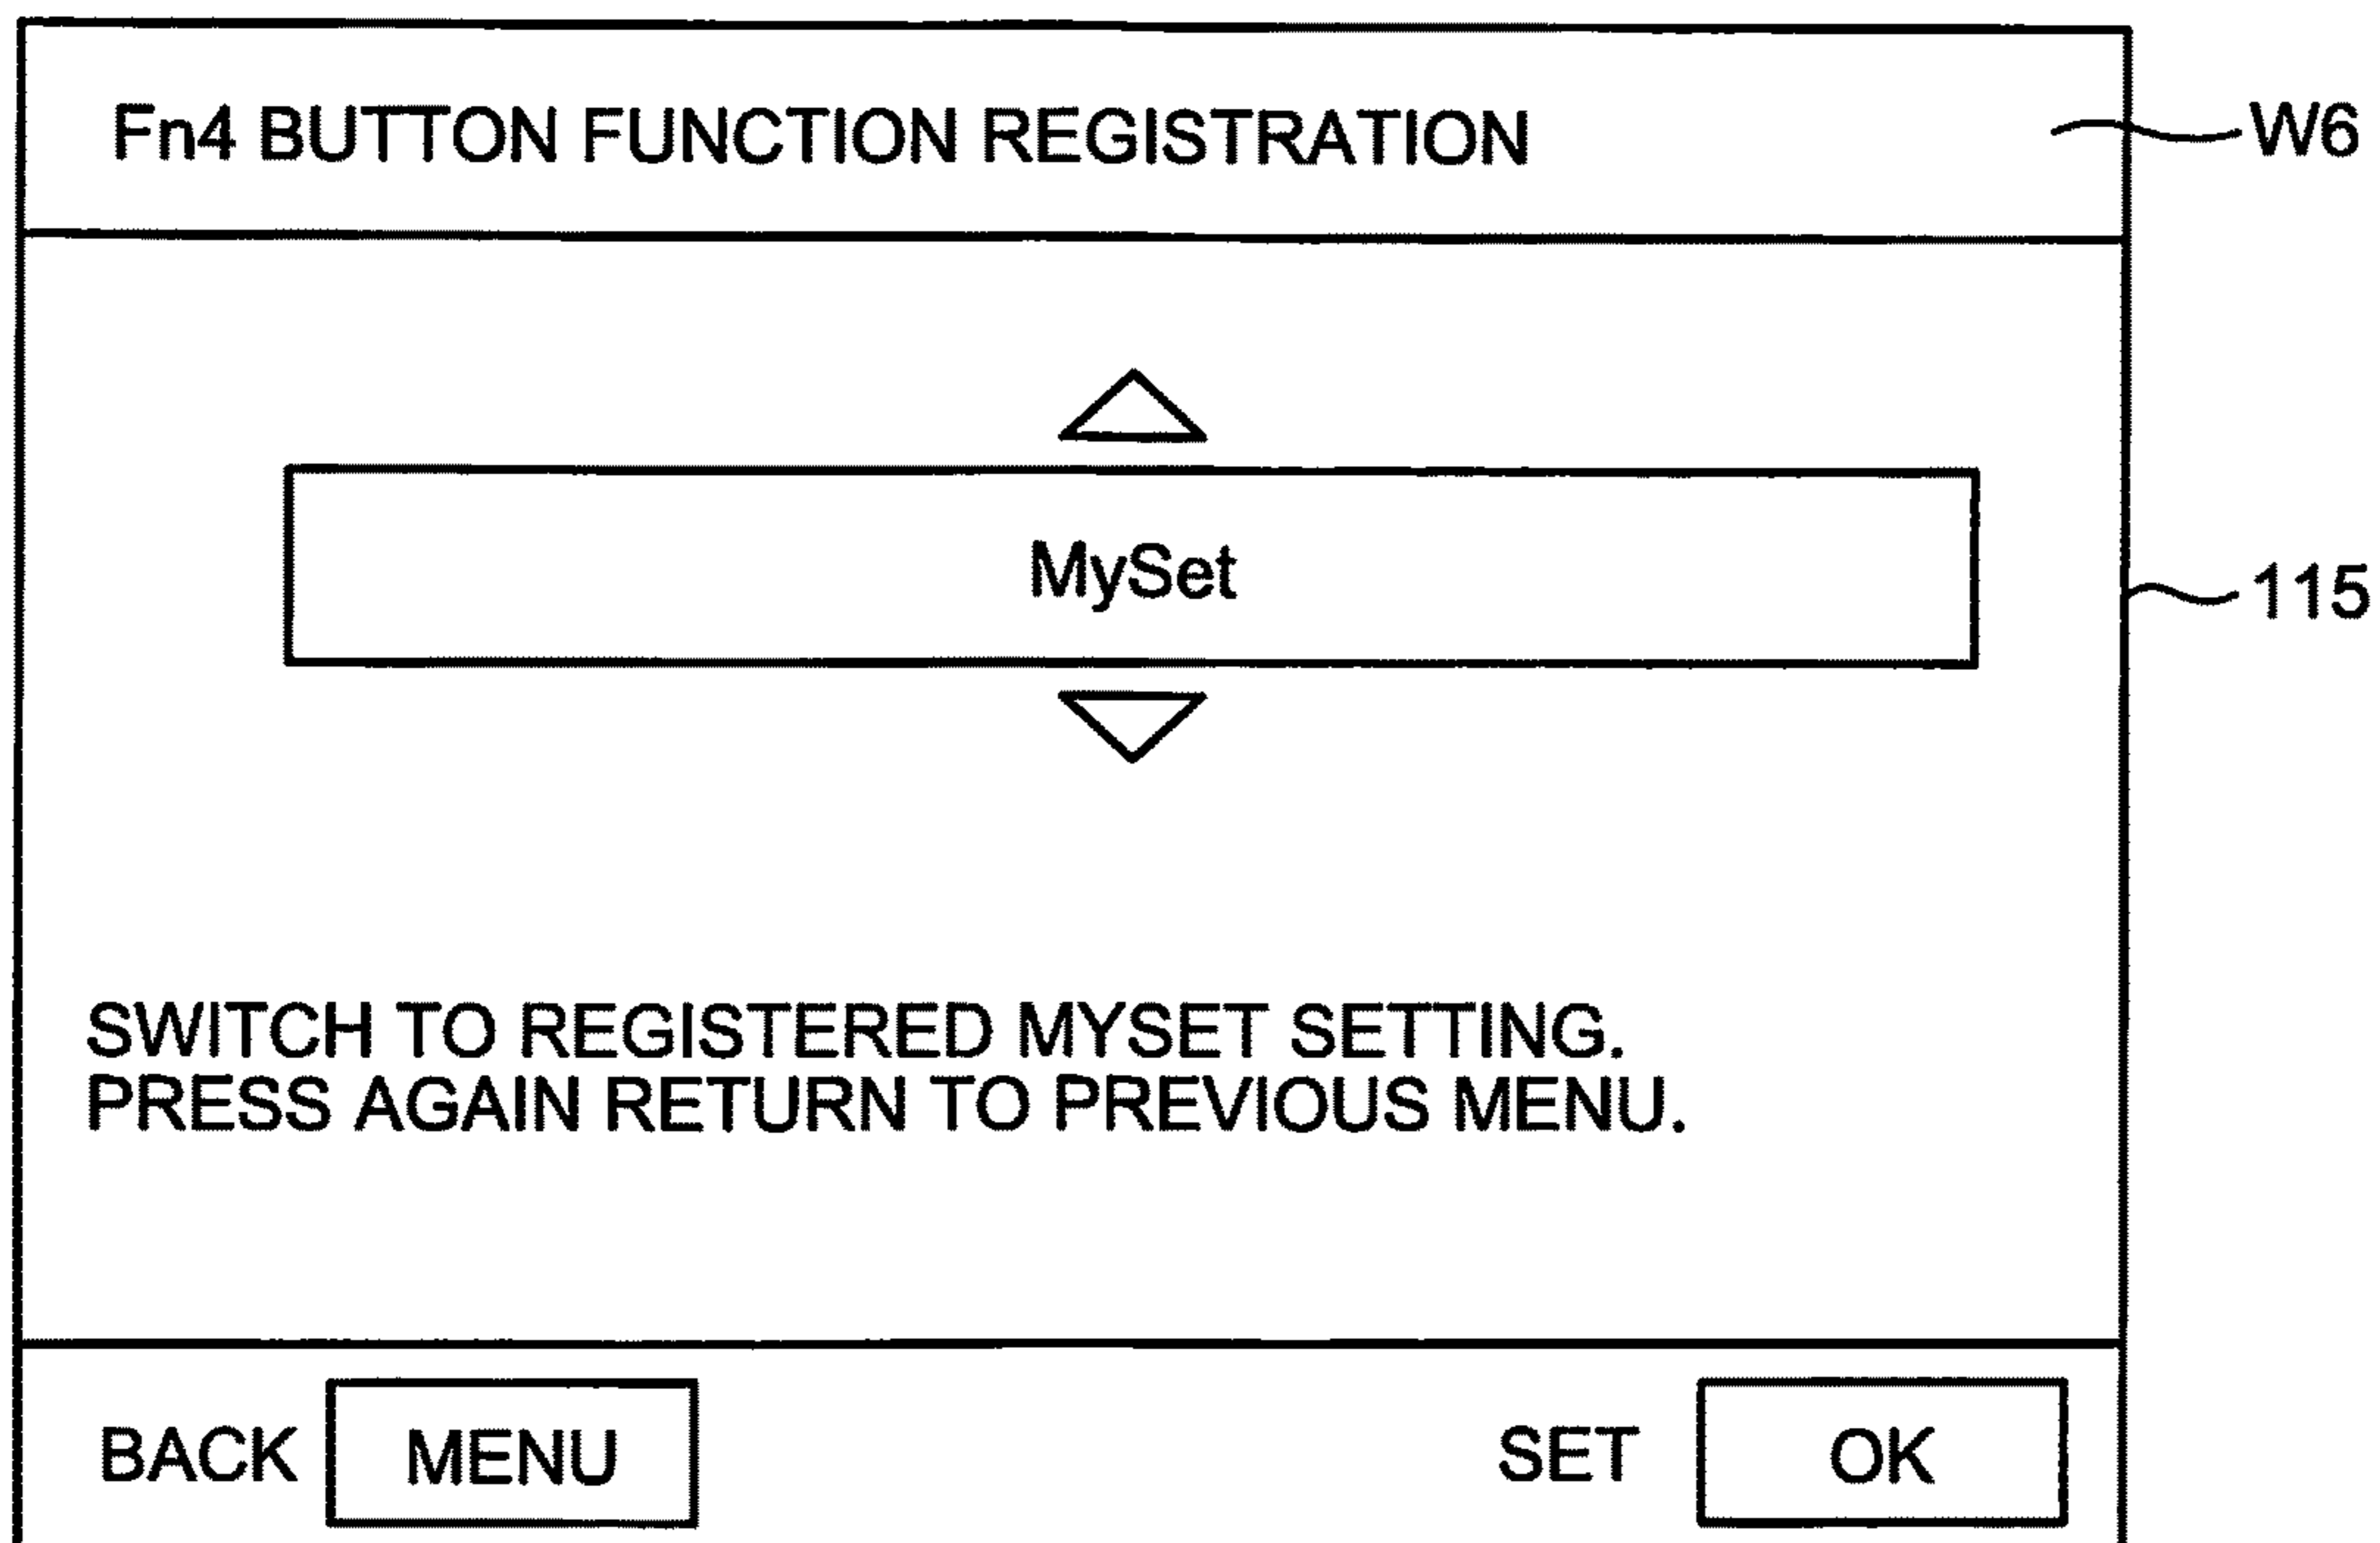 Fn4 BUTTON FUNCTION REGISTRATION
W6
MySet
115
SWITCH TO REGISTERED MYSET SETTING.
PRESS AGAIN RETURN TO PREVIOUS MENU.
BACK MENU SET OK